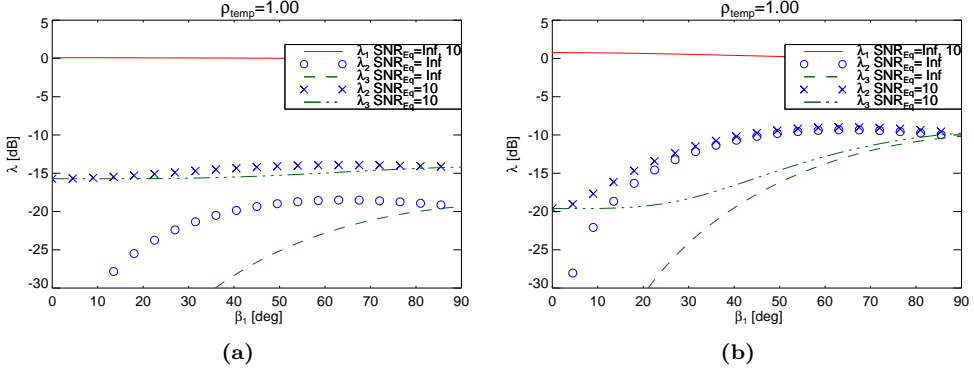 ρtemp=1.00
5
0
-5
-10
-15
-20
-25
-30
λ [dB]
0 10 20 30 40 50 60 70 80 90
β1 [deg]
λ1 SNREq=Inf, 10
λ2 SNREq= Inf
λ3 SNREq= Inf
λ2 SNREq=10
λ3 SNREq=10
(a)
ρtemp=1.00
5
0
-5
-10
-15
-20
-25
-30
λ [dB]
0 10 20 30 40 50 60 70 80 90
β1 [deg]
λ1 SNREq=Inf, 10
λ2 SNREq= Inf
λ3 SNREq= Inf
λ2 SNREq=10
λ3 SNREq=10
(b)